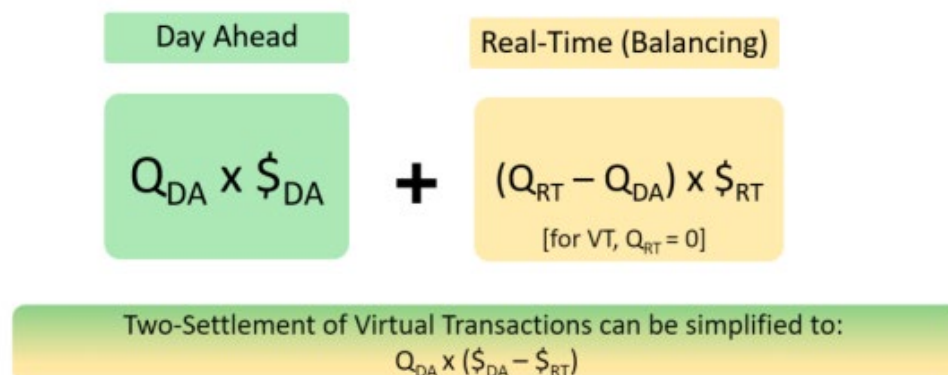 Day Ahead
Real-Time (Balancing)
Q_DA x $_DA
+
(Q_RT – Q_DA) x $_RT
[for VT, Q_RT = 0]
Two-Settlement of Virtual Transactions can be simplified to:
Q_DA x ($_DA – $_RT)